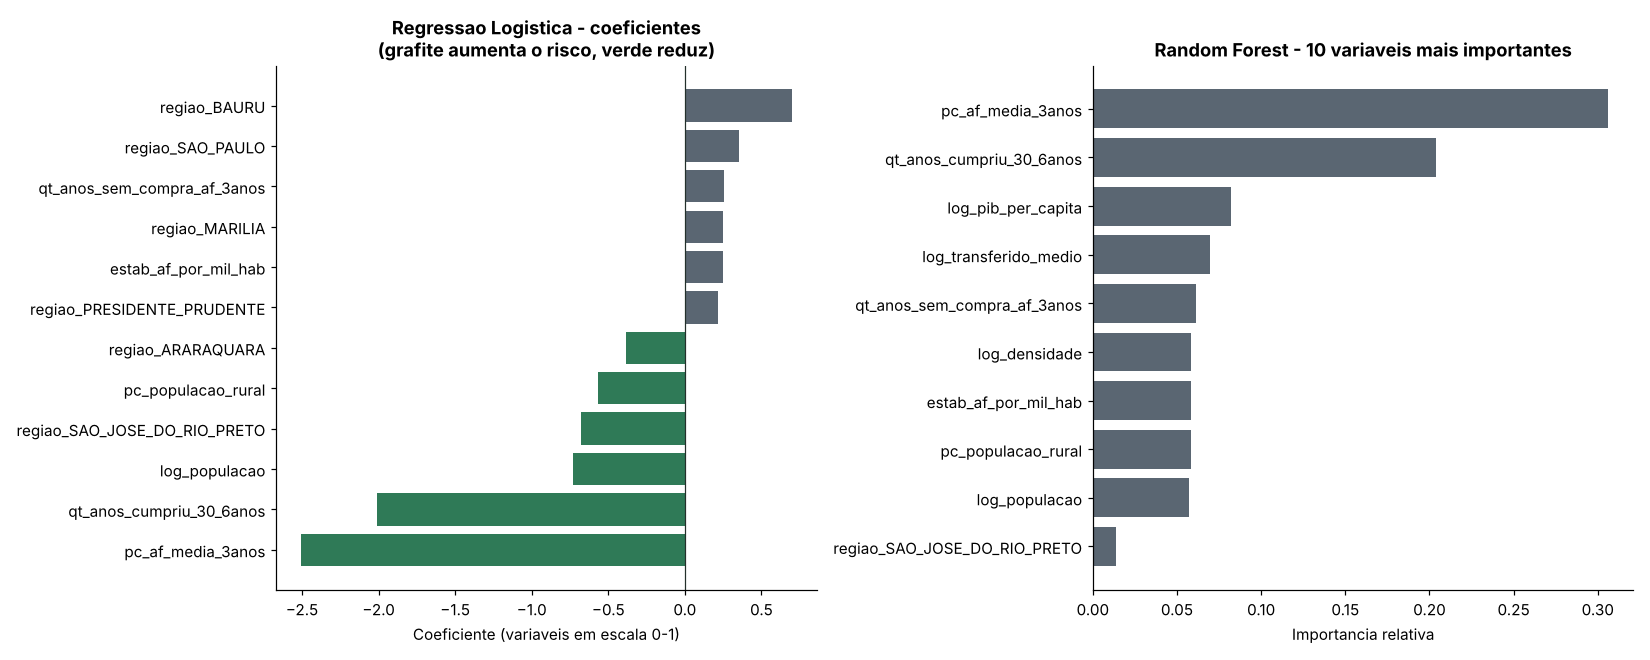 Regressao Logistica - coeficientes
(grafite aumenta o risco, verde reduz)
regiao_BAURU
regiao_SAO_PAULO
qt_anos_sem_compra_af_3anos
regiao_MARILIA
estab_af_por_mil_hab
regiao_PRESIDENTE_PRUDENTE
regiao_ARARAQUARA
pc_populacao_rural
regiao_SAO_JOSE_DO_RIO_PRETO
log_populacao
qt_anos_cumpriu_30_6anos
pc_af_media_3anos
−2.5 −2.0 −1.5 −1.0 −0.5 0.0 0.5
Coeficiente (variaveis em escala 0-1)
Random Forest - 10 variaveis mais importantes
pc_af_media_3anos
qt_anos_cumpriu_30_6anos
log_pib_per_capita
log_transferido_medio
qt_anos_sem_compra_af_3anos
log_densidade
estab_af_por_mil_hab
pc_populacao_rural
log_populacao
regiao_SAO_JOSE_DO_RIO_PRETO
0.00 0.05 0.10 0.15 0.20 0.25 0.30
Importancia relativa